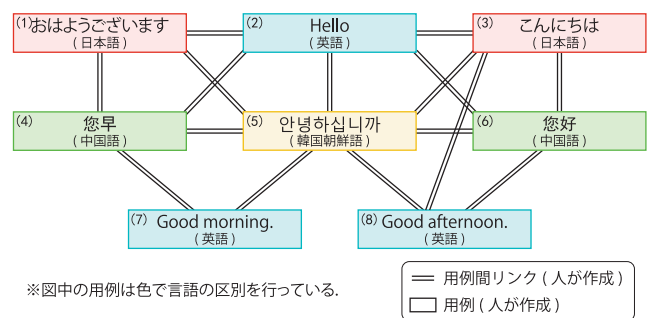 (1)おはようございます
(日本語)
(2) Hello
(英語)
(3) こんにちは
(日本語)
(4) 您早
(中国語)
(5) 안녕하십니까
(韓国朝鮮語)
(6) 您好
(中国語)
(7) Good morning.
(英語)
(8) Good afternoon.
(英語)
※図中の用例は色で言語の区別を行っている.
用例間リンク(人が作成)
用例(人が作成)